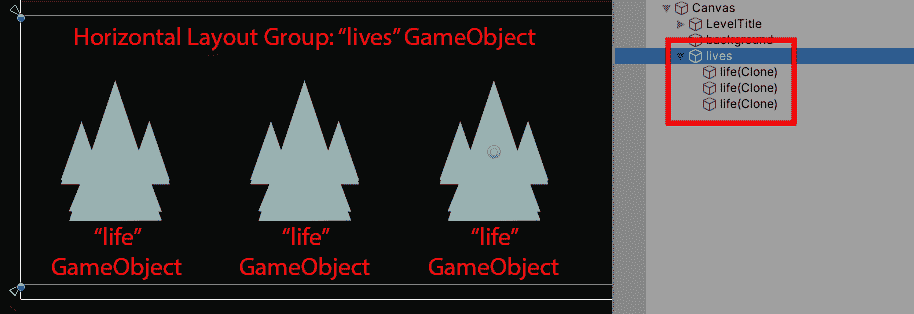 Horizontal Layout Group: “lives” GameObject
“life”
GameObject
“life”
GameObject
“life”
GameObject
Canvas
LevelTitle
background
lives
life(Clone)
life(Clone)
life(Clone)